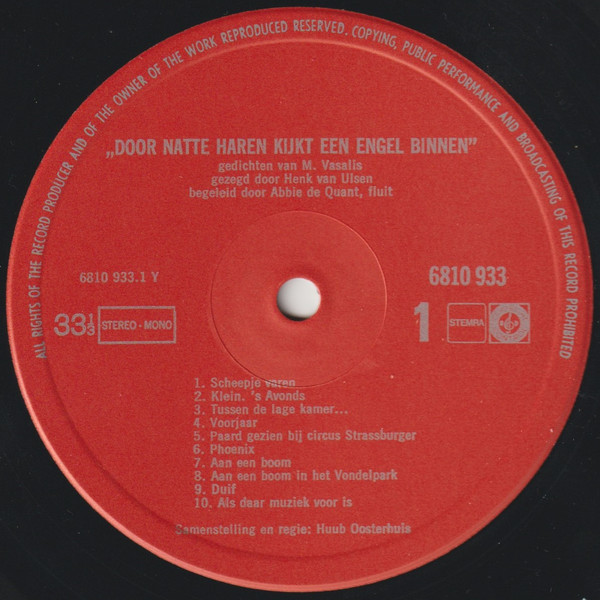 ALL RIGHTS OF THE RECORD PRODUCER AND OF THE OWNER OF THE WORK REPRODUCED RESERVED. COPYING, PUBLIC PERFORMANCE AND BROADCASTING OF THIS RECORD PROHIBITED
„DOOR NATTE HAREN KIJKT EEN ENGEL BINNEN”
gedichten van M. Vasalis
gezegd door Henk van Ulsen
begeleid door Abbie de Quant, fluit
6810 933.1 Y
6810 933
33⅓ STEREO - MONO
1 STEMRA
1. Scheepje varen
2. Klein. 's Avonds
3. Tussen de lage kamer...
4. Voorjaar
5. Paard gezien bij circus Strassburger
6. Phoenix
7. Aan een boom
8. Aan een boom in het Vondelpark
9. Duif
10. Als daar muziek voor is
Samenstelling en regie: Huub Oosterhuis